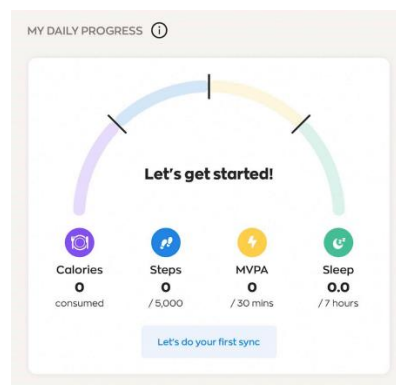 MY DAILY PROGRESS
Let's get started!
Calories Steps MVPA Sleep
0 0 0 0.0
consumed / 5,000 / 30 mins / 7 hours
Let's do your first sync